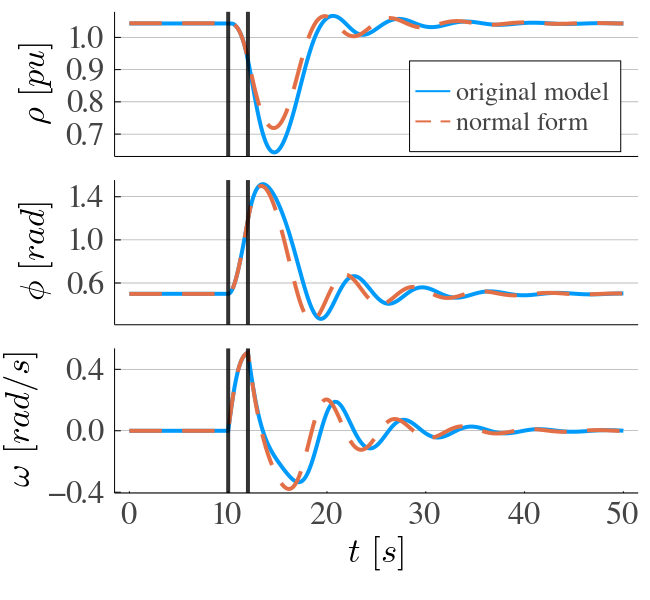 ρ [pu]
1.0
0.9
0.8
0.7
original model
normal form
ϕ [rad]
1.4
1.0
0.6
ω [rad/s]
0.4
0.0
−0.4
0 10 20 30 40 50
t [s]